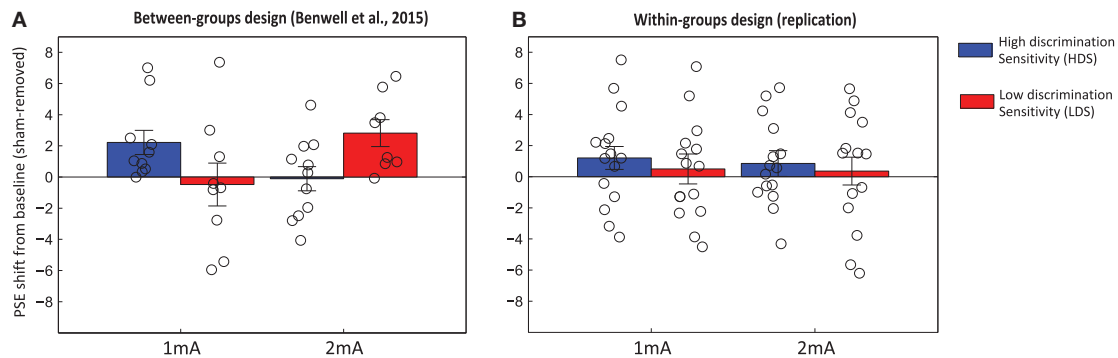 A
Between-groups design (Benwell et al., 2015)
PSE shift from baseline (sham-removed)
8
6
4
2
0
−2
−4
−6
−8
1mA
2mA
B
Within-groups design (replication)
8
6
4
2
0
−2
−4
−6
−8
1mA
2mA
High discrimination
Sensitivity (HDS)
Low discrimination
Sensitivity (LDS)